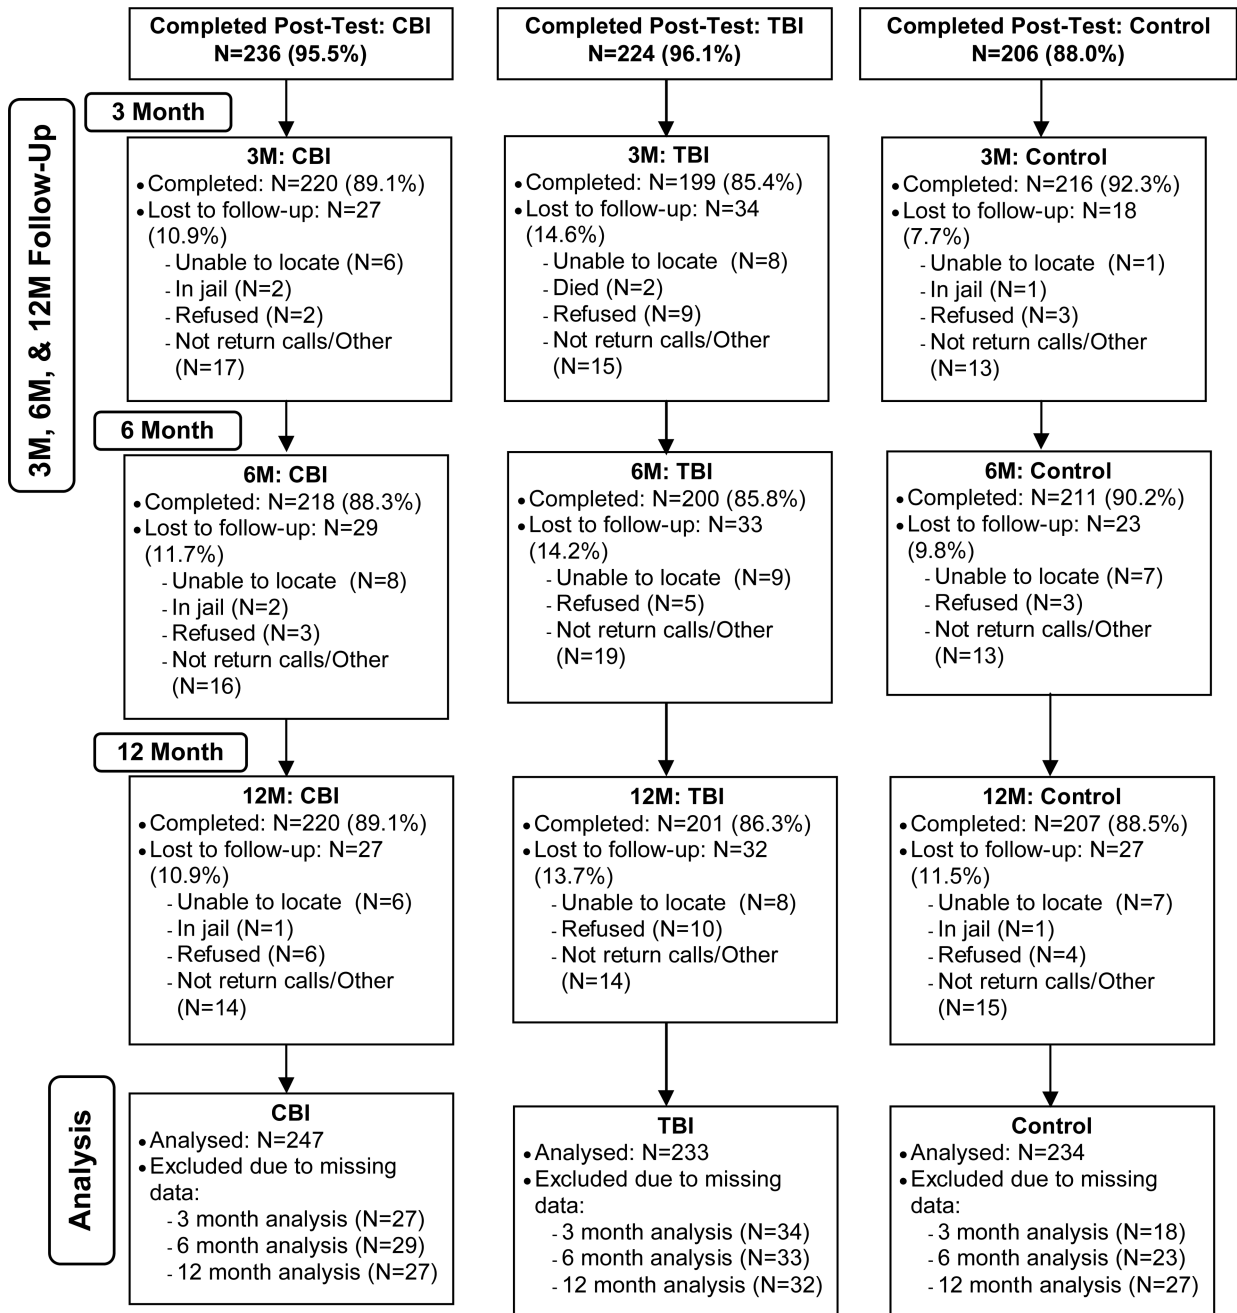 Completed Post-Test: CBI
N=236 (95.5%)
Completed Post-Test: TBI
N=224 (96.1%)
Completed Post-Test: Control
N=206 (88.0%)
3M, 6M, & 12M Follow-Up
3 Month
3M: CBI
•Completed: N=220 (89.1%)
•Lost to follow-up: N=27
(10.9%)
- Unable to locate (N=6)
- In jail (N=2)
- Refused (N=2)
- Not return calls/Other
(N=17)
3M: TBI
•Completed: N=199 (85.4%)
•Lost to follow-up: N=34
(14.6%)
- Unable to locate (N=8)
- Died (N=2)
- Refused (N=9)
- Not return calls/Other
(N=15)
3M: Control
•Completed: N=216 (92.3%)
•Lost to follow-up: N=18
(7.7%)
- Unable to locate (N=1)
- In jail (N=1)
- Refused (N=3)
- Not return calls/Other
(N=13)
6 Month
6M: CBI
•Completed: N=218 (88.3%)
•Lost to follow-up: N=29
(11.7%)
- Unable to locate (N=8)
- In jail (N=2)
- Refused (N=3)
- Not return calls/Other
(N=16)
6M: TBI
•Completed: N=200 (85.8%)
•Lost to follow-up: N=33
(14.2%)
- Unable to locate (N=9)
- Refused (N=5)
- Not return calls/Other
(N=19)
6M: Control
•Completed: N=211 (90.2%)
•Lost to follow-up: N=23
(9.8%)
- Unable to locate (N=7)
- Refused (N=3)
- Not return calls/Other
(N=13)
12 Month
12M: CBI
•Completed: N=220 (89.1%)
•Lost to follow-up: N=27
(10.9%)
- Unable to locate (N=6)
- In jail (N=1)
- Refused (N=6)
- Not return calls/Other
(N=14)
12M: TBI
•Completed: N=201 (86.3%)
•Lost to follow-up: N=32
(13.7%)
- Unable to locate (N=8)
- Refused (N=10)
- Not return calls/Other
(N=14)
12M: Control
•Completed: N=207 (88.5%)
•Lost to follow-up: N=27
(11.5%)
- Unable to locate (N=7)
- In jail (N=1)
- Refused (N=4)
- Not return calls/Other
(N=15)
Analysis
CBI
•Analysed: N=247
•Excluded due to missing
data:
- 3 month analysis (N=27)
- 6 month analysis (N=29)
- 12 month analysis (N=27)
TBI
•Analysed: N=233
•Excluded due to missing
data:
- 3 month analysis (N=34)
- 6 month analysis (N=33)
- 12 month analysis (N=32)
Control
•Analysed: N=234
•Excluded due to missing
data:
- 3 month analysis (N=18)
- 6 month analysis (N=23)
- 12 month analysis (N=27)